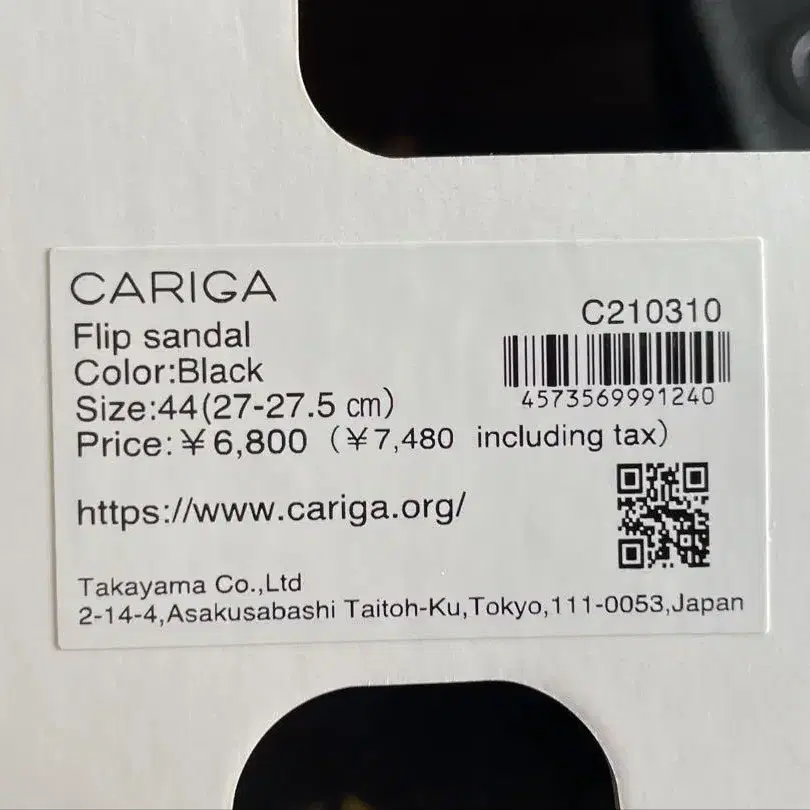 CARIGA
C210310
Flip sandal
Color:Black
Size:44(27-27.5 cm)
4573569991240
Price:¥6,800 (¥7,480 including tax)
https://www.cariga.org/
Takayama Co.,Ltd
2-14-4,Asakusabashi Taitoh-Ku,Tokyo,111-0053,Japan